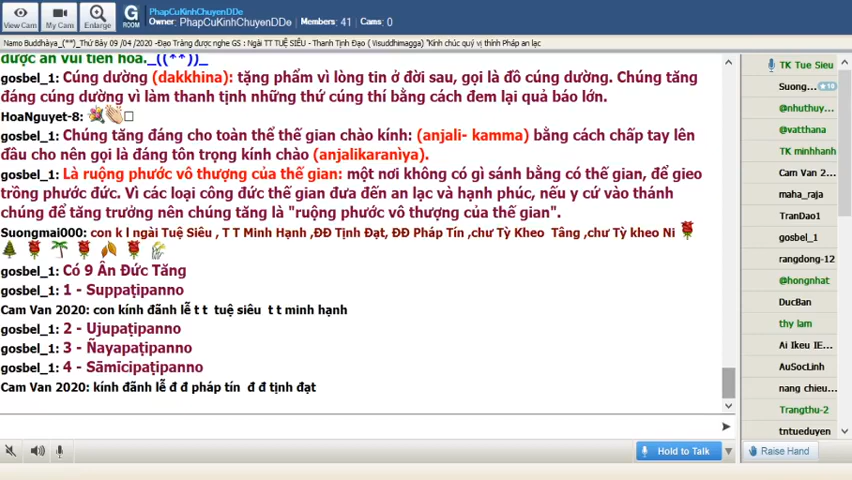 View Cam
My Cam
Enlarge
G
ROOM
PhapCuKinhChuyenDDe
Owner: PhapCuKinhChuyenDDe Members: 41 Cams: 0
Namo Buddhàya_(**)_Thứ Bảy 09 /04 /2020 -Đạo Tràng được nghe GS : Ngài TT TUỆ SIÊU - Thanh Tịnh Đạo ( Visuddhimagga) "Kính chúc quý vị thính Pháp an lạc
được an vui tiến hóa._((**))_
gosbel_1: Cúng dường (dakkhina): tặng phẩm vì lòng tin ở đời sau, gọi là đồ cúng dường. Chúng tăng
đáng cúng dường vì làm thanh tịnh những thứ cúng thí bằng cách đem lại quả báo lớn.
HoaNguyet-8:
gosbel_1: Chúng tăng đáng cho toàn thể thế gian chào kính: (anjali- kamma) bằng cách chấp tay lên
đầu cho nên gọi là đáng tôn trọng kính chào (anjalikaraniya).
gosbel_1: Là ruộng phước vô thượng của thế gian: một nơi không có gì sánh bằng có thế gian, để gieo
trồng phước đức. Vì các loại công đức thế gian đưa đến an lạc và hạnh phúc, nếu y cứ vào thánh
chúng để tăng trưởng nên chúng tăng là "ruộng phước vô thượng của thế gian".
Suongmai000: con k l ngài Tuệ Siêu , T T Minh Hạnh ,ĐĐ Tịnh Đạt, ĐĐ Pháp Tín ,chư Tỳ Kheo Tăng ,chư Tỳ kheo Ni
gosbel_1: Có 9 Ân Đức Tăng
gosbel_1: 1 - Suppaṭipanno
Cam Van 2020: con kính đãnh lễ t t tuệ siêu t t minh hạnh
gosbel_1: 2 - Ujupaṭipanno
gosbel_1: 3 - Ñayapaṭipanno
gosbel_1: 4 - Sāmīcipaṭipanno
Cam Van 2020: kính đãnh lễ đ đ pháp tín đ đ tịnh đạt
Hold to Talk
TK Tue Sieu
Suong...
@nhuthuy...
@vatthana
TK minhhanh
Cam Van 2...
maha_raja
TranDao1
gosbel_1
rangdong-12
@hongnhat
DucBan
thy lam
Ai Ikeu IE...
AuSocLinh
nang chieu...
Trangthu-2
tntueduyen
Raise Hand